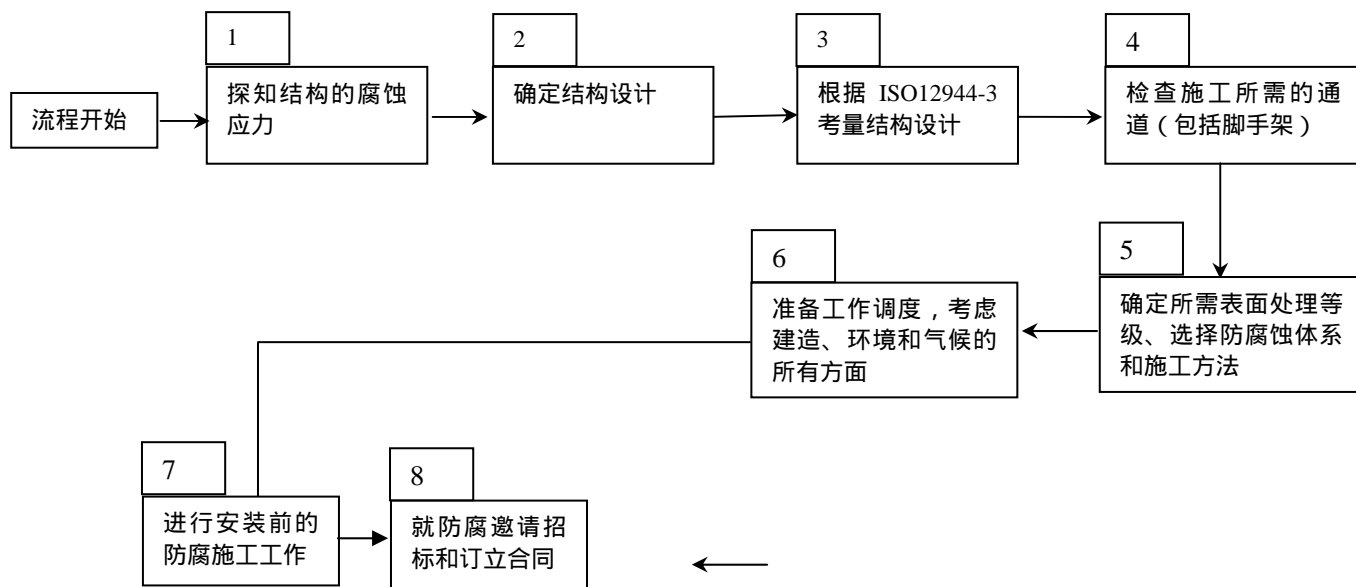 流程开始
1
探知结构的腐蚀
应力
2
确定结构设计
3
根据 ISO12944-3
考量结构设计
4
检查施工所需的通
道（包括脚手架）
5
确定所需表面处理等
级、选择防腐蚀体系
和施工方法
6
准备工作调度，考虑
建造、环境和气候的
所有方面
7
进行安装前的
防腐施工工作
8
就防腐邀请招
标和订立合同